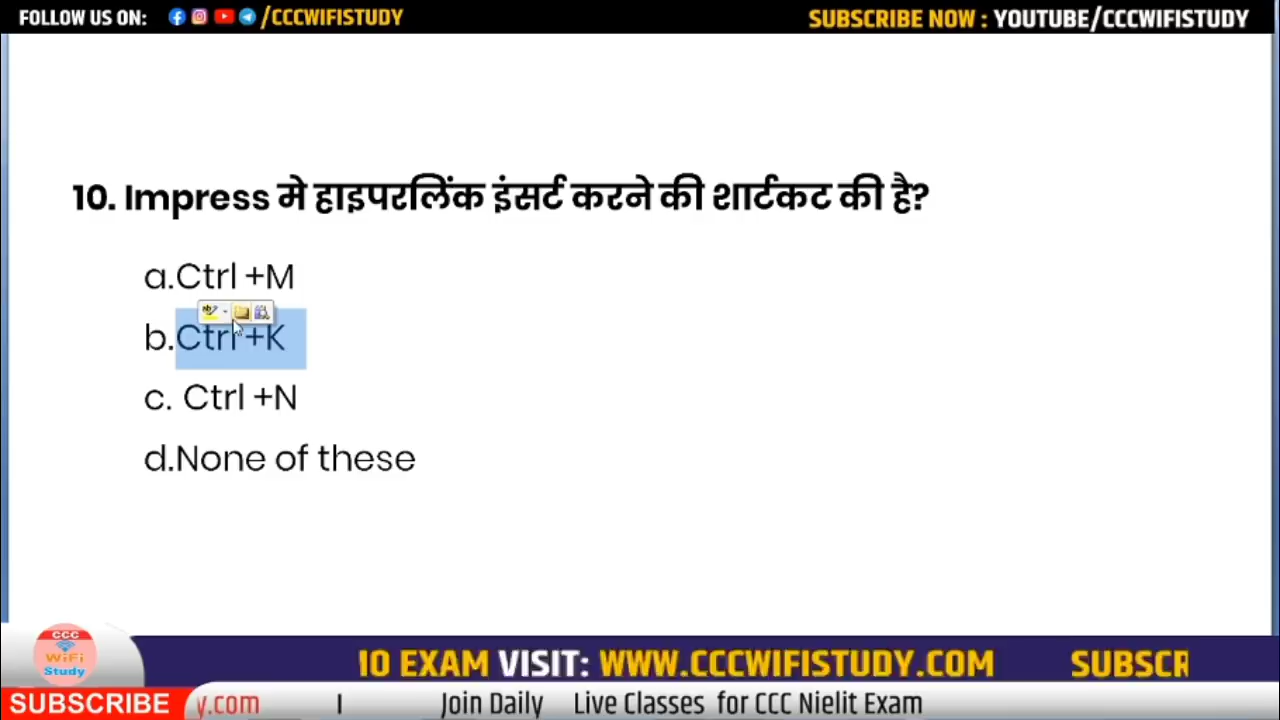 FOLLOW US ON: /CCCWIFISTUDY
SUBSCRIBE NOW : YOUTUBE/CCCWIFISTUDY
10. Impress मे हाइपरलिंक इंसर्ट करने की शार्टकट की है?
a.Ctrl +M
b.Ctrl +K
c. Ctrl +N
d.None of these
CCC
WiFi
Study
10 EXAM VISIT: WWW.CCCWIFISTUDY.COM SUBSCR
SUBSCRIBE
y.com I Join Daily Live Classes for CCC Nielit Exam